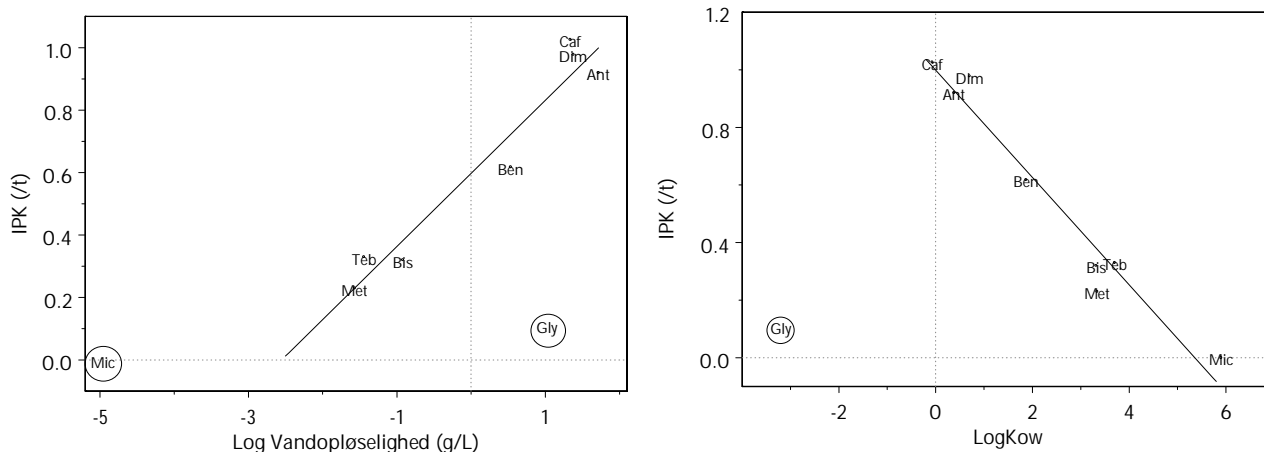 1.0
0.8
0.6
0.4
0.2
0.0
IPK (/t)
Caf
Dim
Ant
Ben
Teb
Bis
Met
Gly
Mic
-5
-3
-1
1
Log Vandopløselighed (g/L)
1.2
0.8
0.4
0.0
IPK (/t)
Caf
Dim
Ant
Ben
Bis
Teb
Met
Gly
Mic
-2
0
2
4
6
LogKow